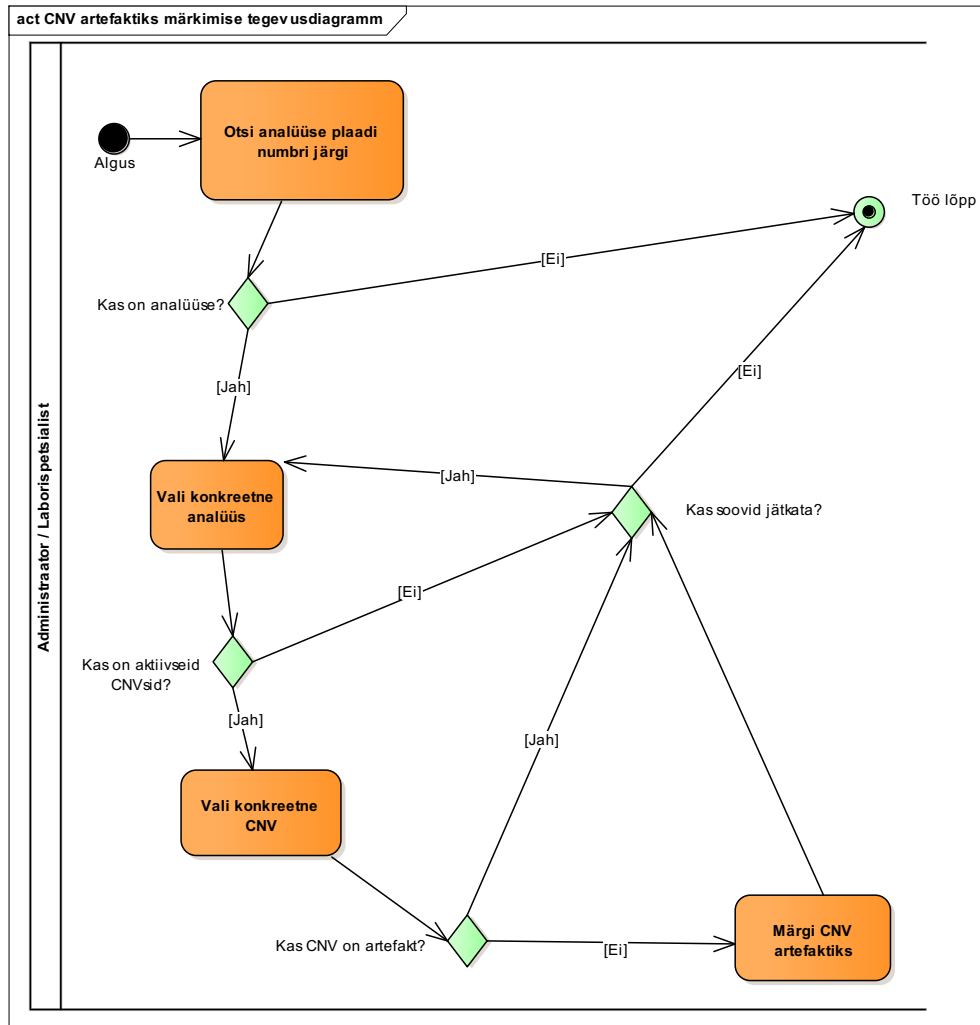 act CNV artefaktiks märkimise tegevusdiagramm
Administraator / Laborispetsialist
Otsi analüüse plaadi
numbri järgi
Algus
Töö lõpp
[Ei]
Kas on analüüse?
[Jah]
[Ei]
Vali konkreetne
analüüs
[Jah]
Kas soovid jätkata?
[Ei]
Kas on aktiivseid
CNVsid?
[Jah]
[Jah]
Vali konkreetne
CNV
Kas CNV on artefakt?
[Ei]
Märgi CNV
artefaktiks